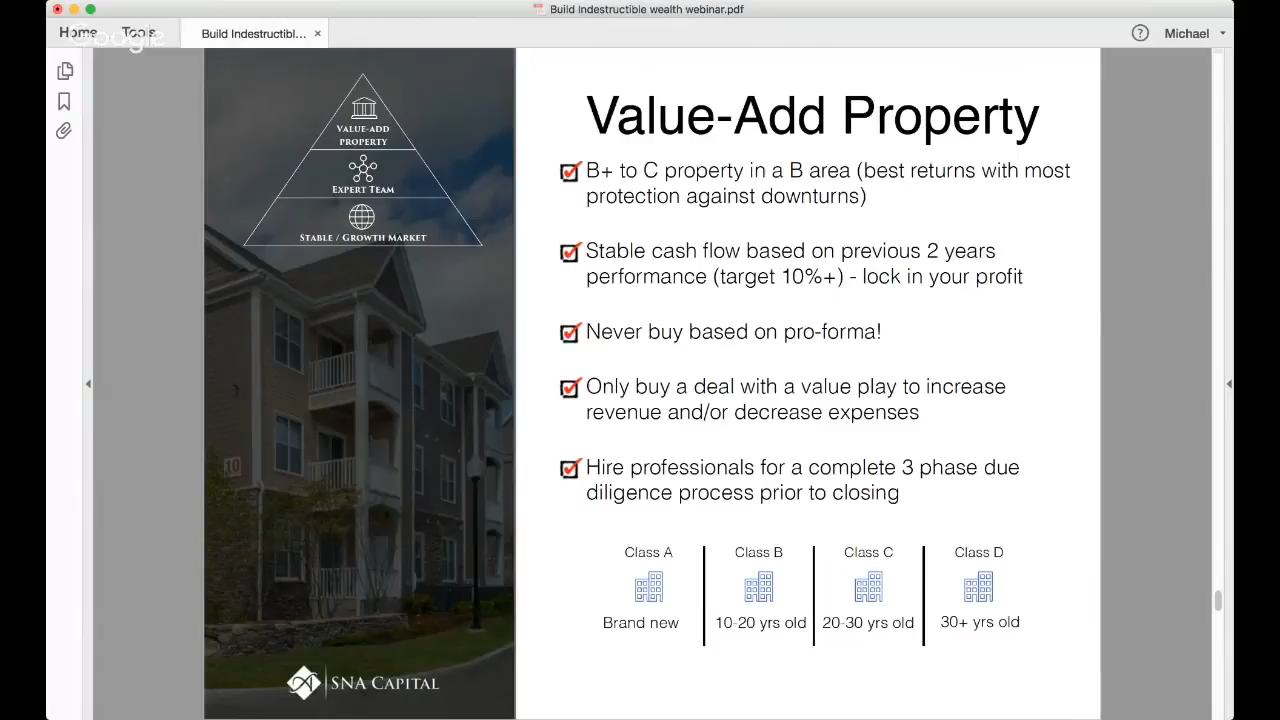 Build Indestructible wealth webinar.pdf
Home
Tools
Google
Build Indestructibl... ×
?
Michael
VALUE-ADD
PROPERTY
EXPERT TEAM
STABLE / GROWTH MARKET
10
SNA CAPITAL
Value-Add Property
B+ to C property in a B area (best returns with most
protection against downturns)
Stable cash flow based on previous 2 years
performance (target 10%+) - lock in your profit
Never buy based on pro-forma!
Only buy a deal with a value play to increase
revenue and/or decrease expenses
Hire professionals for a complete 3 phase due
diligence process prior to closing
Class A Class B Class C Class D
Brand new 10-20 yrs old 20-30 yrs old 30+ yrs old